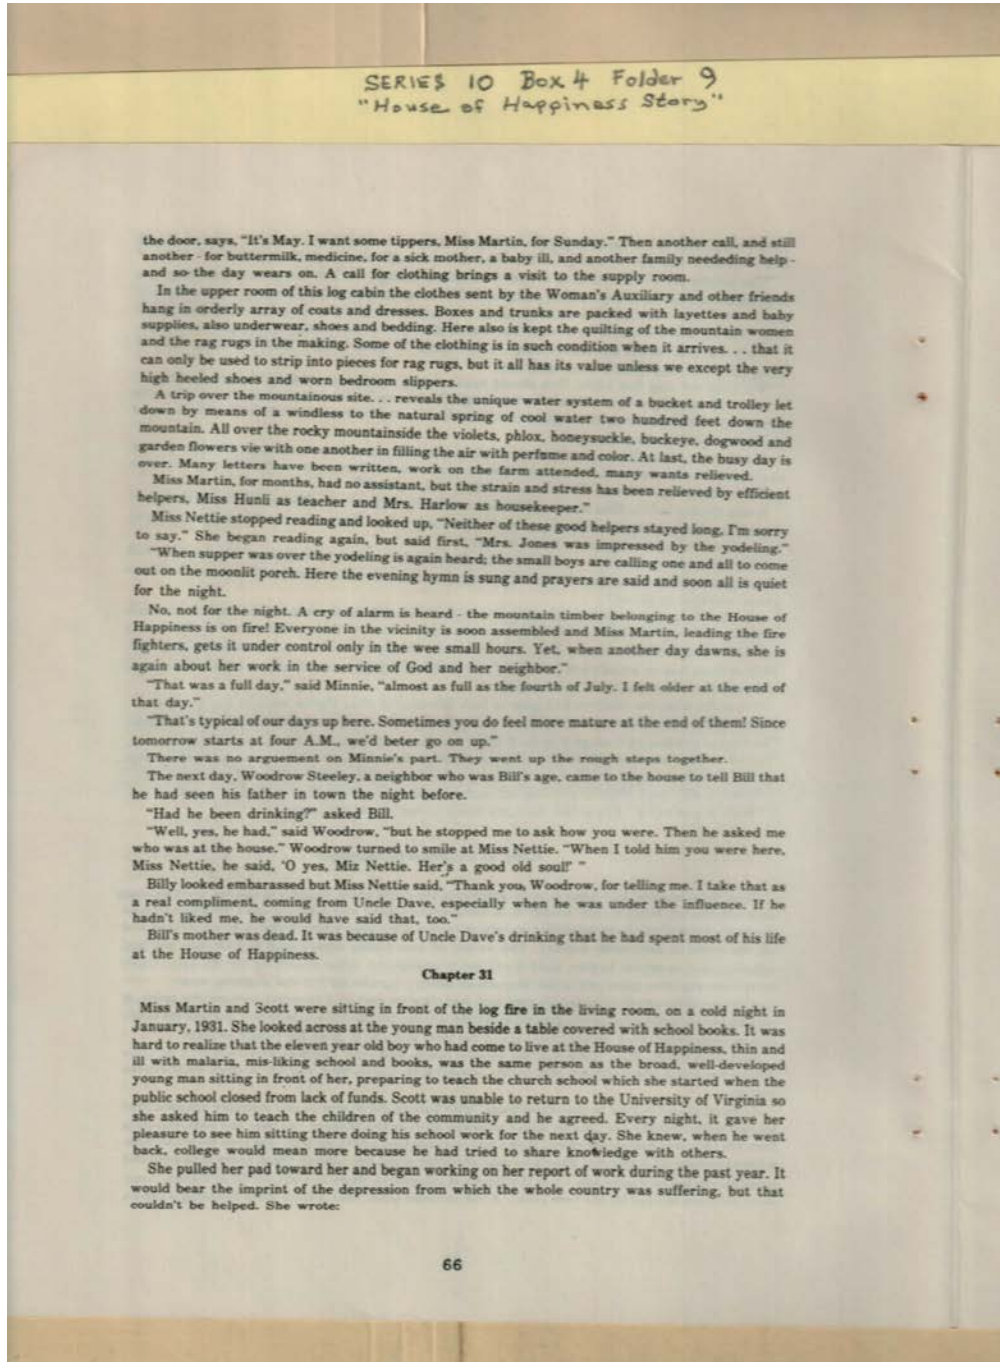 SERIES 10 Box 4 Folder 9
"House of Happiness Story"
the door, says, "It's May. I want some tippers, Miss Martin, for Sunday." Then another call, and still
another - for buttermilk, medicine, for a sick mother, a baby ill, and another family neededing help -
and so the day wears on. A call for clothing brings a visit to the supply room.
In the upper room of this log cabin the clothes sent by the Woman's Auxiliary and other friends
hang in orderly array of coats and dresses. Boxes and trunks are packed with layettes and baby
supplies, also underwear, shoes and bedding. Here also is kept the quilting of the mountain women
and the rag rugs in the making. Some of the clothing is in such condition when it arrives. . . that it
can only be used to strip into pieces for rag rugs, but it all has its value unless we except the very
high heeled shoes and worn bedroom slippers.
A trip over the mountainous site. . . reveals the unique water system of a bucket and trolley let
down by means of a windless to the natural spring of cool water two hundred feet down the
mountain. All over the rocky mountainside the violets, phlox, honeysuckle, buckeye, dogwood and
garden flowers vie with one another in filling the air with perfume and color. At last, the busy day is
over. Many letters have been written, work on the farm attended, many wants relieved.
Miss Martin, for months, had no assistant, but the strain and stress has been relieved by efficient
helpers, Miss Hunli as teacher and Mrs. Harlow as housekeeper."
Miss Nettie stopped reading and looked up, "Neither of these good helpers stayed long, I'm sorry
to say." She began reading again, but said first, "Mrs. Jones was impressed by the yodeling."
"When supper was over the yodeling is again heard; the small boys are calling one and all to come
out on the moonlit porch. Here the evening hymn is sung and prayers are said and soon all is quiet
for the night.
No, not for the night. A cry of alarm is heard - the mountain timber belonging to the House of
Happiness is on fire! Everyone in the vicinity is soon assembled and Miss Martin, leading the fire
fighters, gets it under control only in the wee small hours. Yet, when another day dawns, she is
again about her work in the service of God and her neighbor."
"That was a full day," said Minnie, "almost as full as the fourth of July. I felt older at the end of
that day."
"That's typical of our days up here. Sometimes you do feel more mature at the end of them! Since
tomorrow starts at four A.M., we'd beter go on up."
There was no arguement on Minnie's part. They went up the rough steps together.
The next day, Woodrow Steeley, a neighbor who was Bill's age, came to the house to tell Bill that
he had seen his father in town the night before.
"Had he been drinking?" asked Bill.
"Well, yes, he had," said Woodrow, "but he stopped me to ask how you were. Then he asked me
who was at the house." Woodrow turned to smile at Miss Nettie. "When I told him you were here,
Miss Nettie, he said, 'O yes, Miz Nettie. Her's a good old soul!' "
Billy looked embarassed but Miss Nettie said, "Thank you, Woodrow, for telling me. I take that as
a real compliment, coming from Uncle Dave, especially when he was under the influence. If he
hadn't liked me, he would have said that, too."
Bill's mother was dead. It was because of Uncle Dave's drinking that he had spent most of his life
at the House of Happiness.
Chapter 31
Miss Martin and Scott were sitting in front of the log fire in the living room, on a cold night in
January, 1931. She looked across at the young man beside a table covered with school books. It was
hard to realize that the eleven year old boy who had come to live at the House of Happiness, thin and
ill with malaria, mis-liking school and books, was the same person as the broad, well-developed
young man sitting in front of her, preparing to teach the church school which she started when the
public school closed from lack of funds. Scott was unable to return to the University of Virginia so
she asked him to teach the children of the community and he agreed. Every night, it gave her
pleasure to see him sitting there doing his school work for the next day. She knew, when he went
back, college would mean more because he had tried to share knowledge with others.
She pulled her pad toward her and began working on her report of work during the past year. It
would bear the imprint of the depression from which the whole country was suffering, but that
couldn't be helped. She wrote:
66